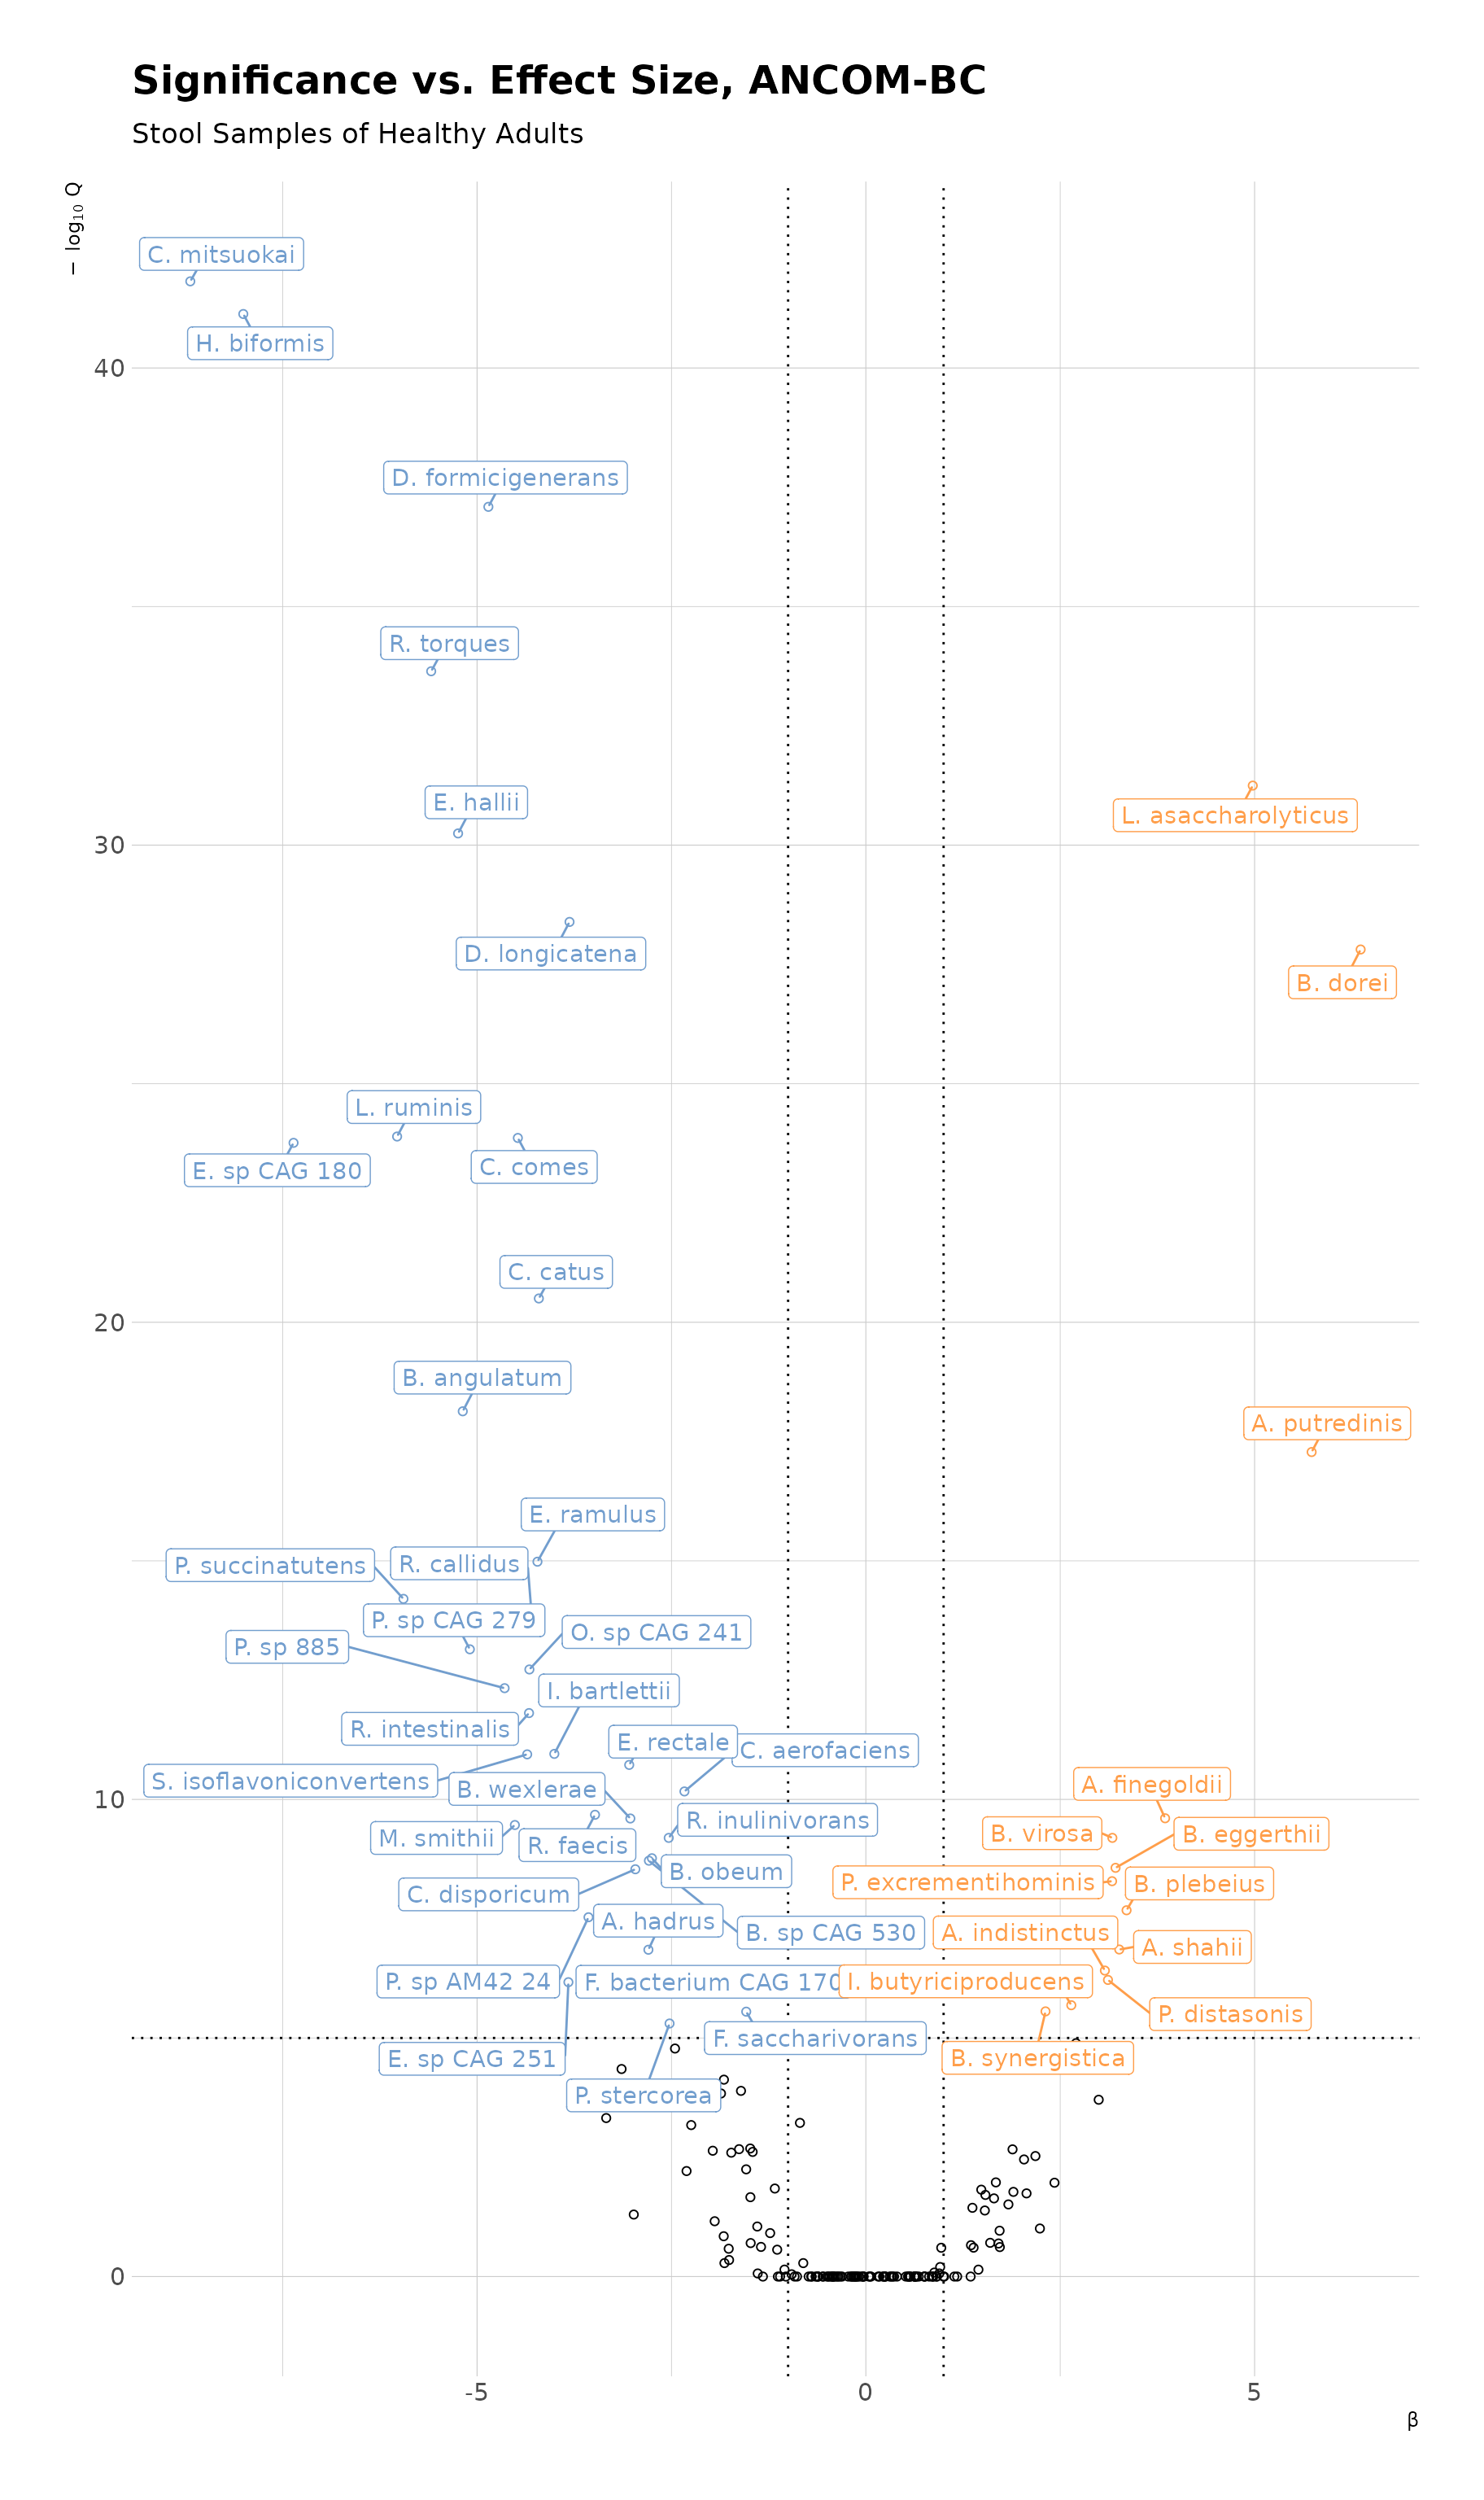 Significance vs. Effect Size, ANCOM-BC
Stool Samples of Healthy Adults
− log₁₀ Q
C. mitsuokai
H. biformis
40
D. formicigenerans
R. torques
E. hallii
L. asaccharolyticus
30
D. longicatena
B. dorei
L. ruminis
E. sp CAG 180
C. comes
C. catus
20
B. angulatum
A. putredinis
E. ramulus
P. succinatutens
R. callidus
P. sp CAG 279
O. sp CAG 241
P. sp 885
I. bartlettii
R. intestinalis
E. rectale
C. aerofaciens
S. isoflavoniconvertens
B. wexlerae
A. finegoldii
10
R. inulinivorans
M. smithii
R. faecis
B. virosa
B. eggerthii
B. obeum
P. excrementihominis
B. plebeius
C. disporicum
A. hadrus
B. sp CAG 530
A. indistinctus
A. shahii
P. sp AM42 24
F. bacterium CAG 170
I. butyriciproducens
P. distasonis
F. saccharivorans
E. sp CAG 251
B. synergistica
P. stercorea
0
-5
0
5
β